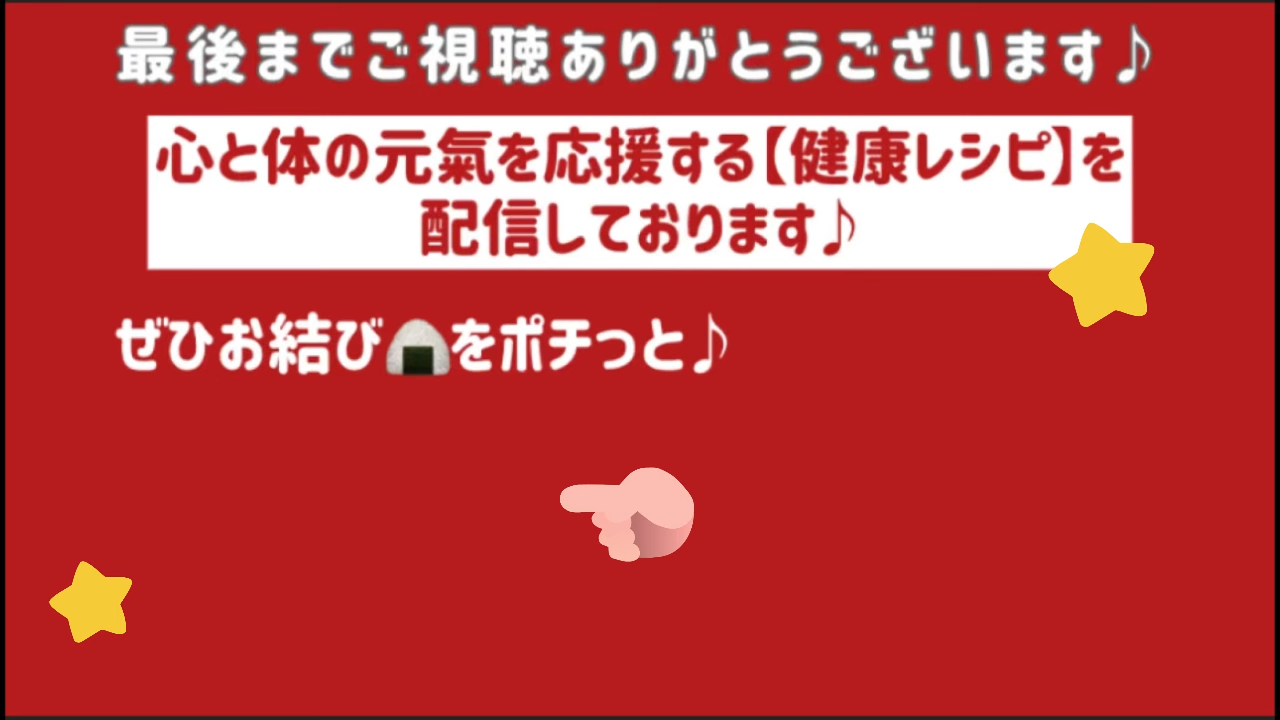 最後までご視聴ありがとうございます♪
心と体の元氣を応援する【健康レシピ】を
配信しております♪
ぜひお結び🍙をポチっと♪